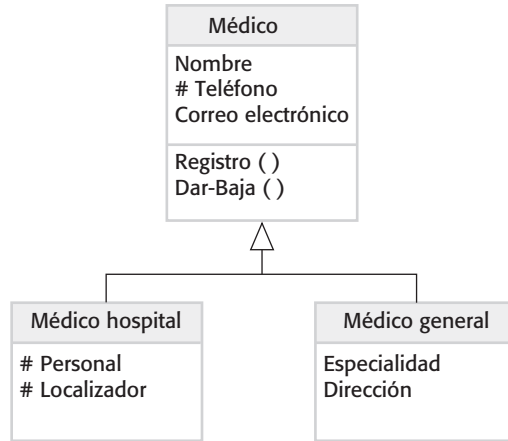 Médico
Nombre
# Teléfono
Correo electrónico
Registro ( )
Dar-Baja ( )
Médico hospital
# Personal
# Localizador
Médico general
Especialidad
Dirección